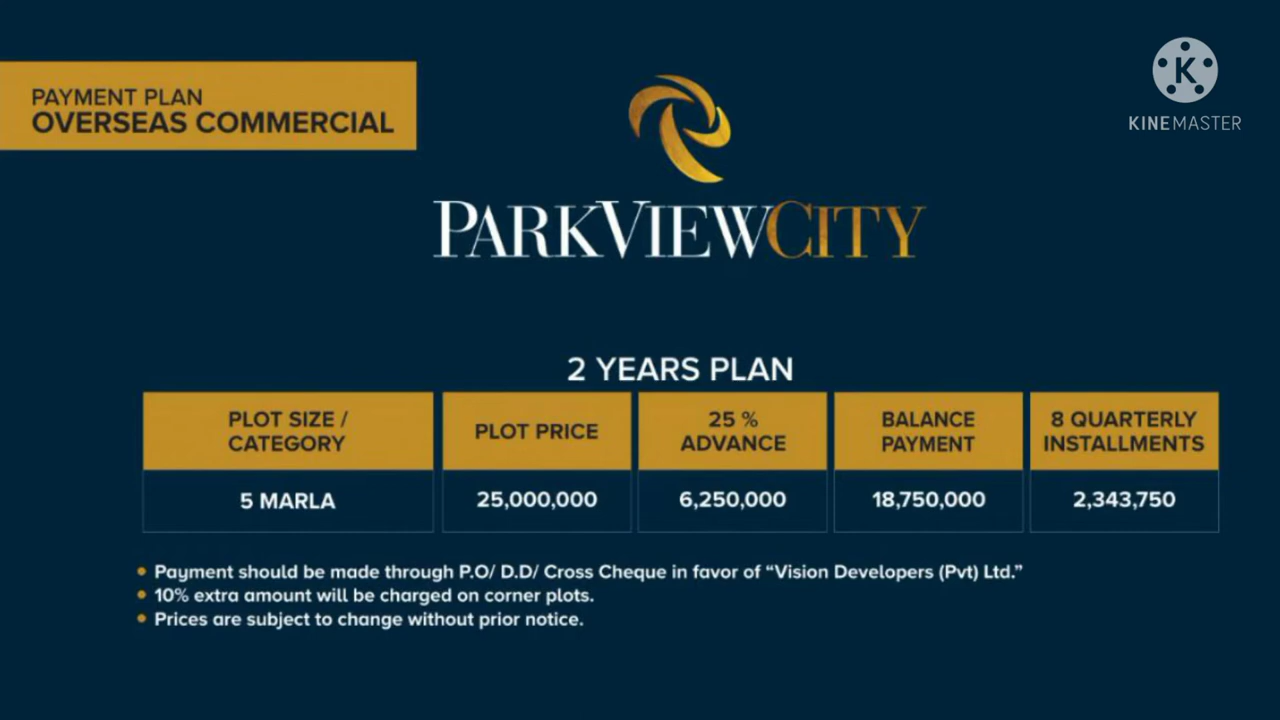 PAYMENT PLAN
OVERSEAS COMMERCIAL
K
KINEMASTER
PARKVIEWCITY
2 YEARS PLAN
PLOT SIZE /
CATEGORY
PLOT PRICE
25 %
ADVANCE
BALANCE
PAYMENT
8 QUARTERLY
INSTALLMENTS
5 MARLA
25,000,000
6,250,000
18,750,000
2,343,750
• Payment should be made through P.O/ D.D/ Cross Cheque in favor of “Vision Developers (Pvt) Ltd.”
• 10% extra amount will be charged on corner plots.
• Prices are subject to change without prior notice.